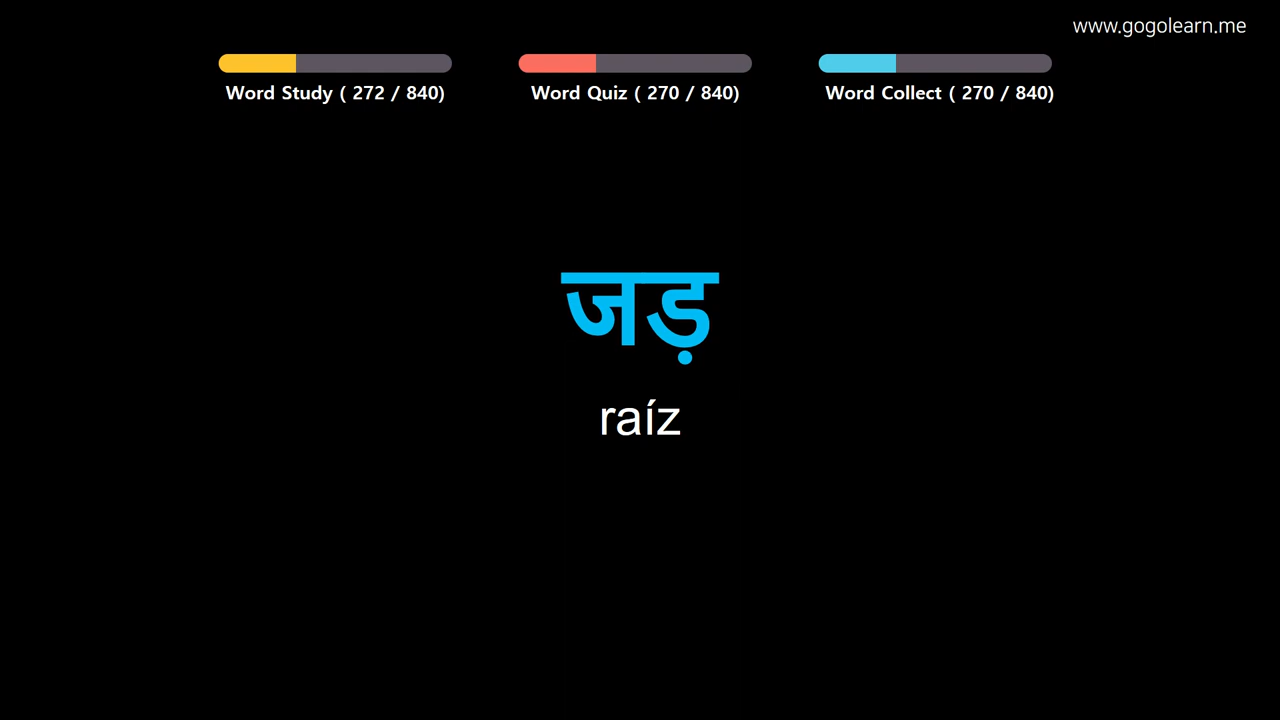 www.gogolearn.me
Word Study ( 272 / 840)
Word Quiz ( 270 / 840)
Word Collect ( 270 / 840)
जड़
raíz